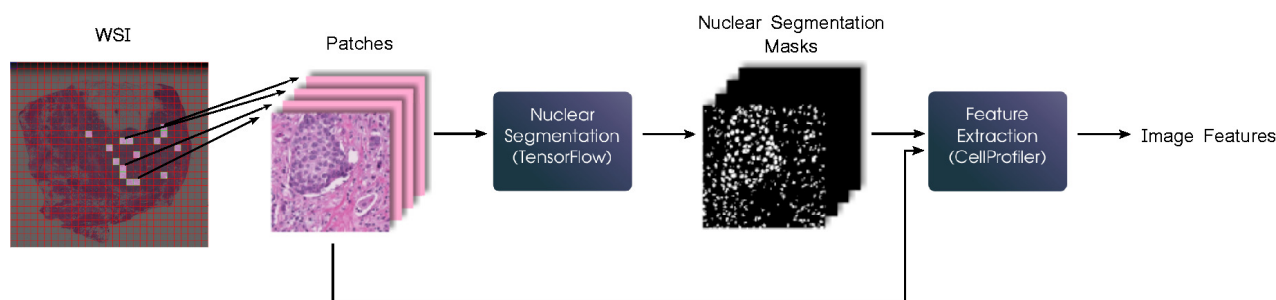 WSI
Patches
Nuclear
Segmentation
(TensorFlow)
Nuclear Segmentation
Masks
Feature
Extraction
(CellProfiler)
Image Features